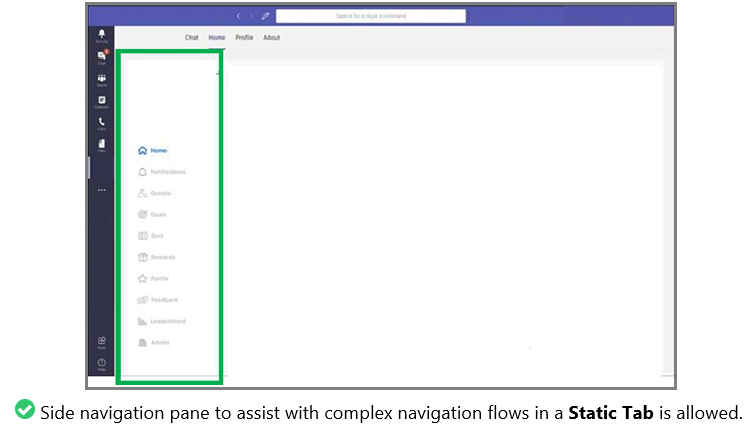 Search for or type a command
Chat Home Profile About
Activity
Chat
Teams
Calendar
Calls
Files
...
Home
Notifications
Quests
Goals
Quiz
Rewards
Points
Feedback
Leaderboard
Admin
Apps
Help
Side navigation pane to assist with complex navigation flows in a Static Tab is allowed.